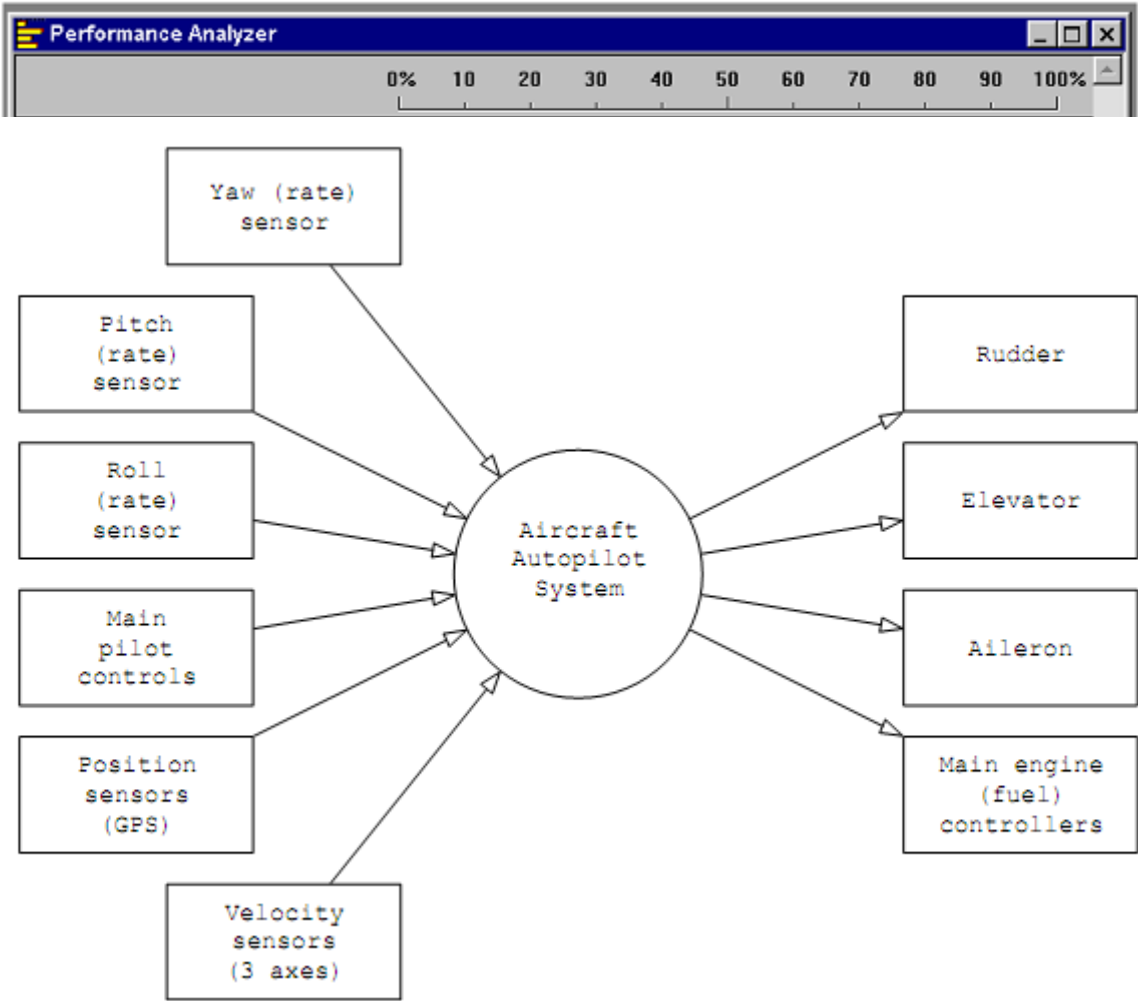 Performance Analyzer
0% 10 20 30 40 50 60 70 80 90 100%
Yaw (rate)
sensor
Pitch
(rate)
sensor
Roll
(rate)
sensor
Main
pilot
controls
Position
sensors
(GPS)
Velocity
sensors
(3 axes)
Aircraft
Autopilot
System
Rudder
Elevator
Aileron
Main engine
(fuel)
controllers